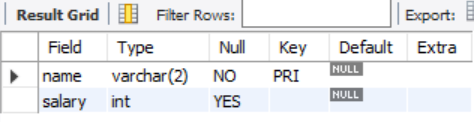 Result Grid Filter Rows: Export:
Field Type Null Key Default Extra
name varchar(2) NO PRI NULL
salary int YES NULL